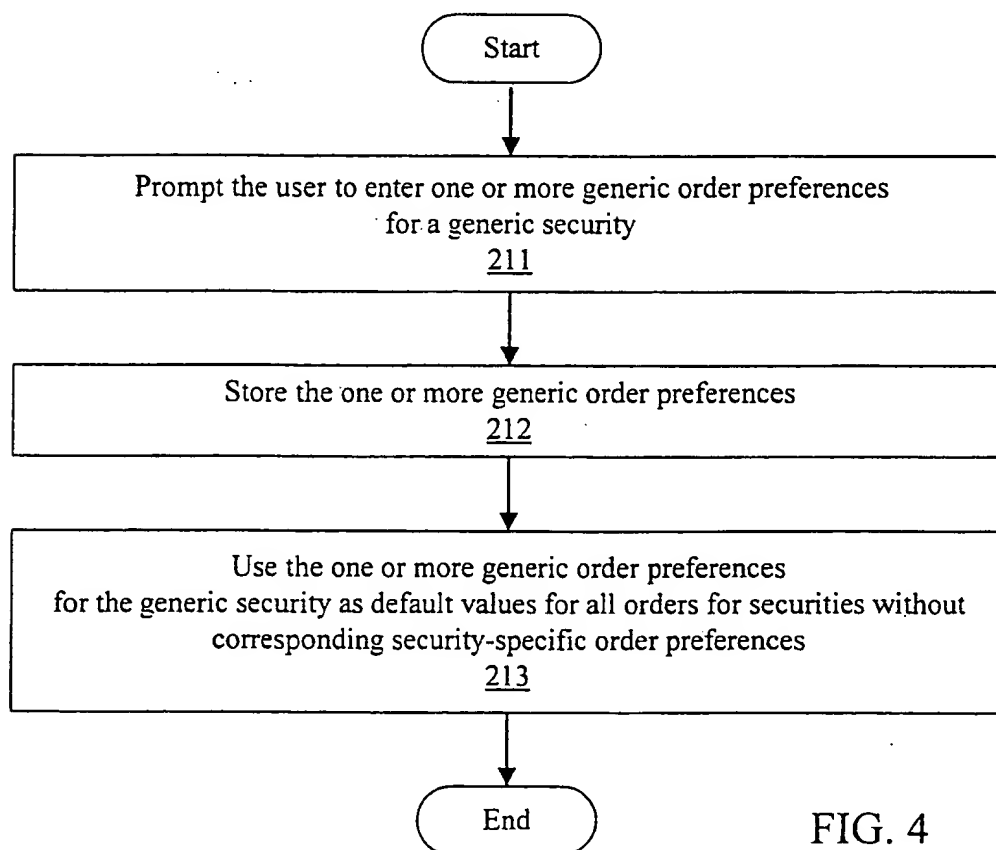 Start
Prompt the user to enter one or more generic order preferences
for a generic security
211
Store the one or more generic order preferences
212
Use the one or more generic order preferences
for the generic security as default values for all orders for securities without
corresponding security-specific order preferences
213
End
FIG. 4